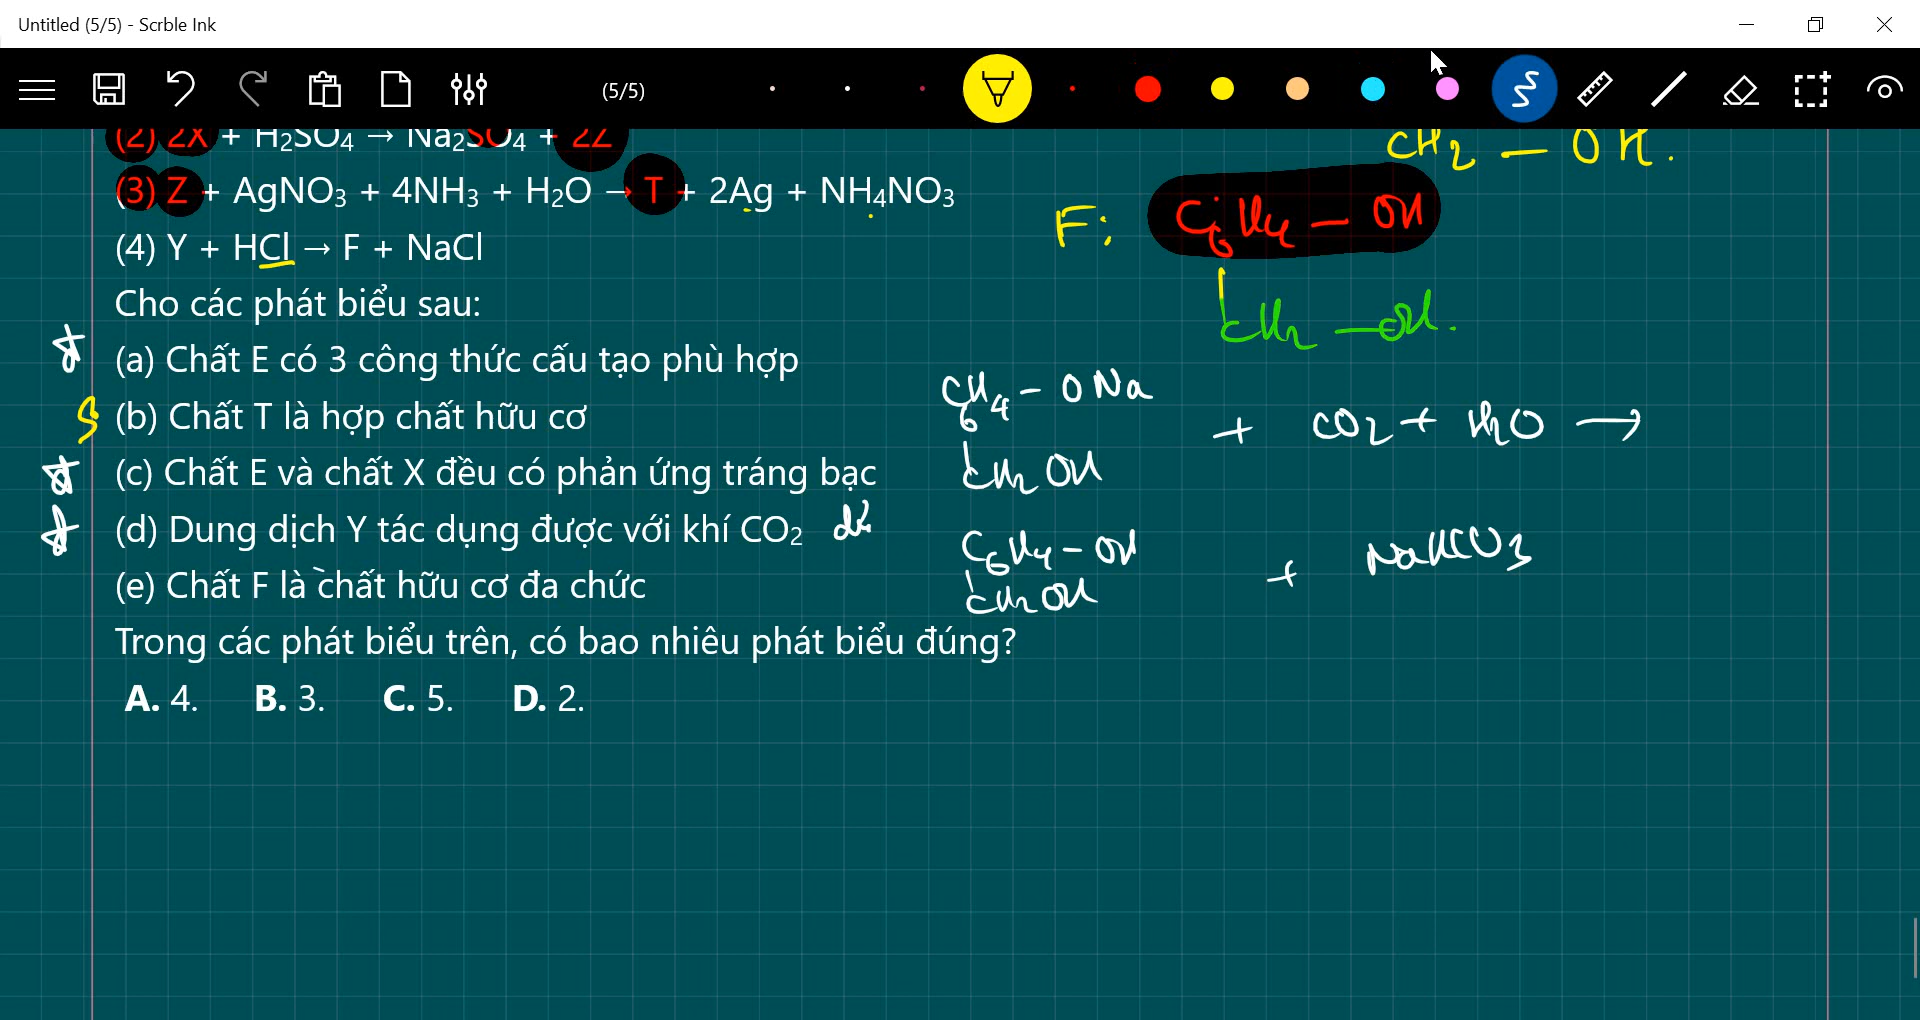 Untitled (5/5) - Scrble Ink
(5/5)
(2) 2X + H₂SO₄ → Na₂SO₄ + 2Z
CH₂ — OH.
(3) Z + AgNO₃ + 4NH₃ + H₂O → T + 2Ag + NH₄NO₃
F: C₆H₄ — OH
(4) Y + HCl → F + NaCl
CH₂ — OH.
Cho các phát biểu sau:
(a) Chất E có 3 công thức cấu tạo phù hợp
C₆H₄ - ONa
S (b) Chất T là hợp chất hữu cơ
+ CO₂ + H₂O →
(c) Chất E và chất X đều có phản ứng tráng bạc
CH₂OH
(d) Dung dịch Y tác dụng được với khí CO₂
C₆H₄ - OH
+ NaHCO₃
(e) Chất F là chất hữu cơ đa chức
CH₂OH
Trong các phát biểu trên, có bao nhiêu phát biểu đúng?
A. 4. B. 3. C. 5. D. 2.